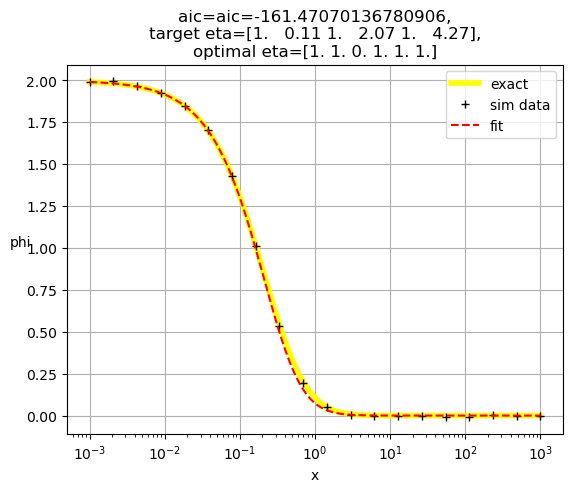 aic=aic=-161.47070136780906,
target eta=[1.   0.11 1.   2.07 1.   4.27],
optimal eta=[1. 1. 0. 1. 1. 1.]
2.00
1.75
1.50
1.25
1.00
0.75
0.50
0.25
0.00
phi
exact
sim data
fit
10⁻³
10⁻²
10⁻¹
10⁰
10¹
10²
10³
x